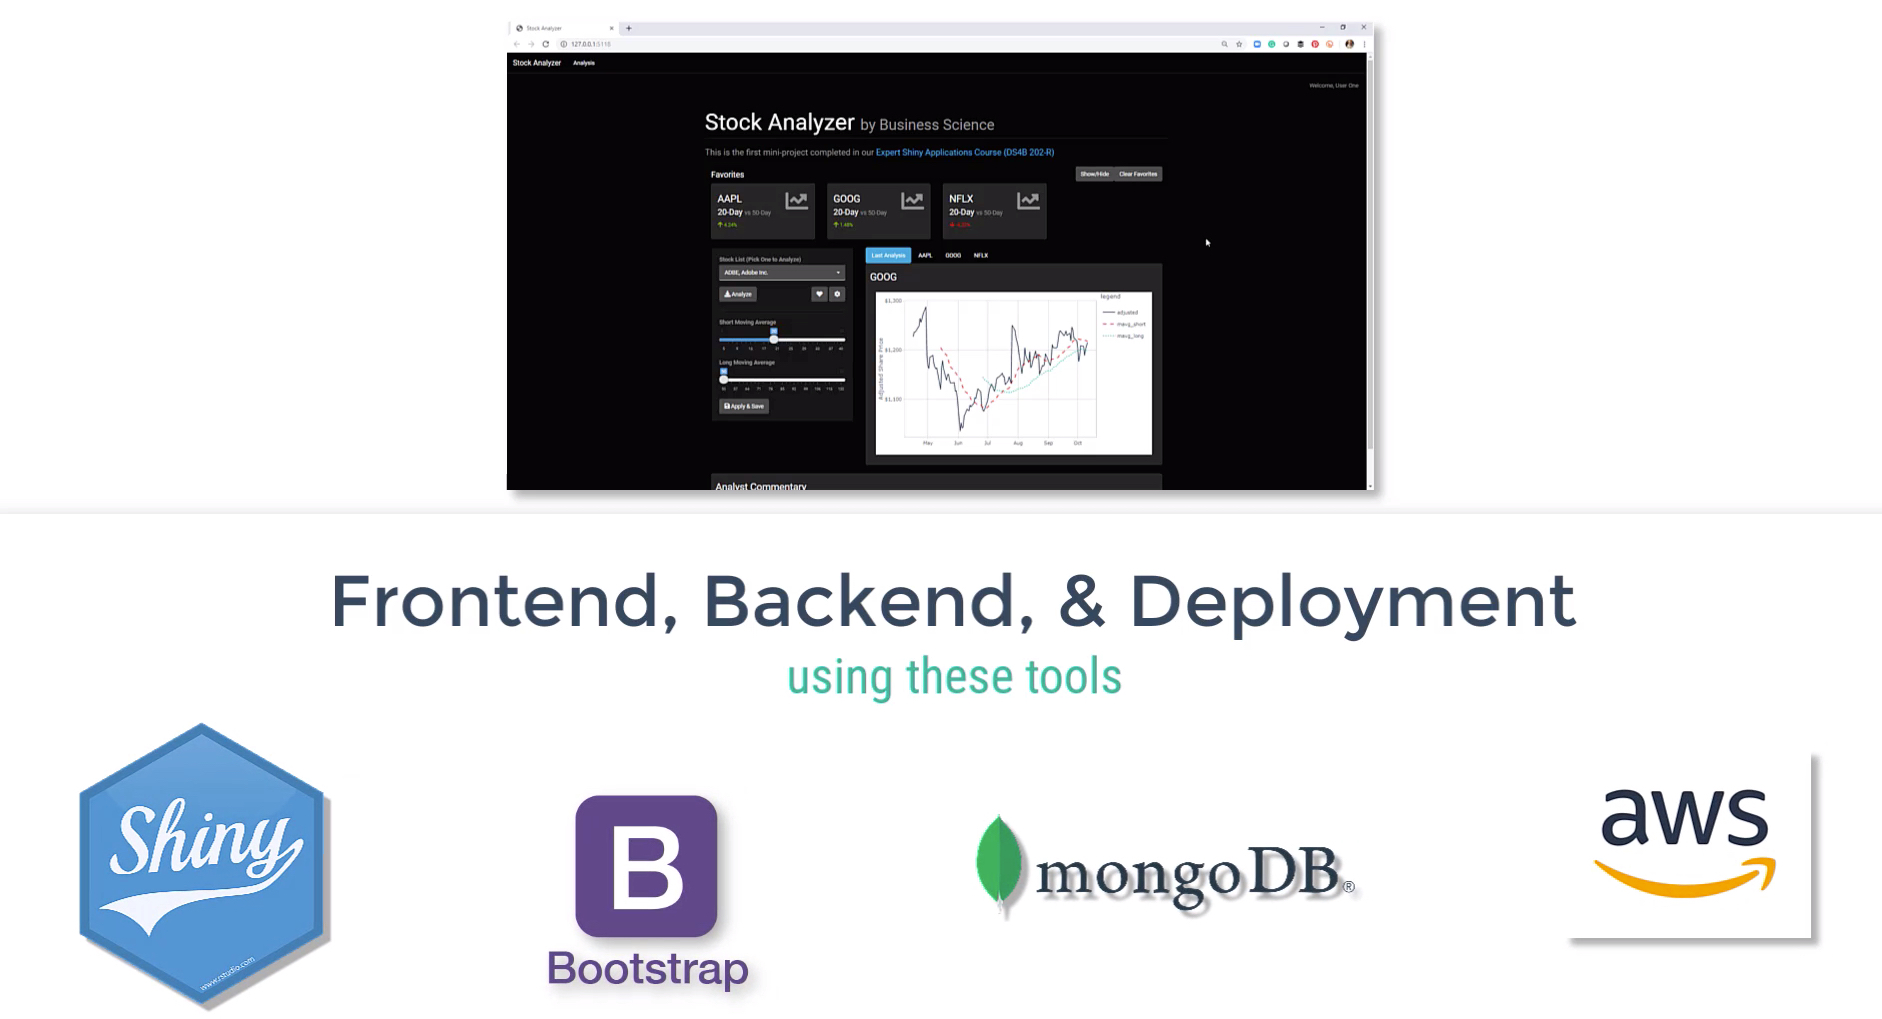 Stock Analyzer
127.0.0.1:5116
Stock Analyzer Analysis
Welcome, User One
Stock Analyzer by Business Science
This is the first mini-project completed in our Expert Shiny Applications Course (DS4B 202-R)
Favorites
Show/Hide Clear Favorites
AAPL
20-Day vs 50-Day
GOOG
20-Day vs 50-Day
1.48%
NFLX
20-Day vs 50-Day
Stock List (Pick One to Analyze)
ADBE, Adobe Inc.
Analyze
Short Moving Average
Long Moving Average
Apply & Save
Last Analysis AAPL GOOG NFLX
GOOG
legend
adjusted
mavg_short
mavg_long
Adjusted Share Price
$1,300
$1,200
$1,100
May Jun Jul Aug Sep Oct
Analyst Commentary
Frontend, Backend, & Deployment
using these tools
Shiny
www.rstudio.com
B
Bootstrap
mongoDB®
aws